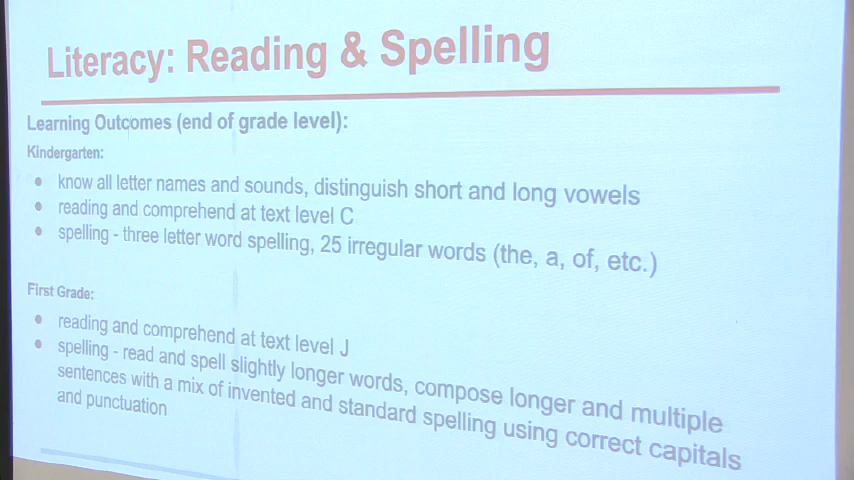 Literacy: Reading & Spelling
Learning Outcomes (end of grade level):
Kindergarten:
● know all letter names and sounds, distinguish short and long vowels
● reading and comprehend at text level C
● spelling - three letter word spelling, 25 irregular words (the, a, of, etc.)
First Grade:
● reading and comprehend at text level J
● spelling - read and spell slightly longer words, compose longer and multiple
sentences with a mix of invented and standard spelling using correct capitals
and punctuation